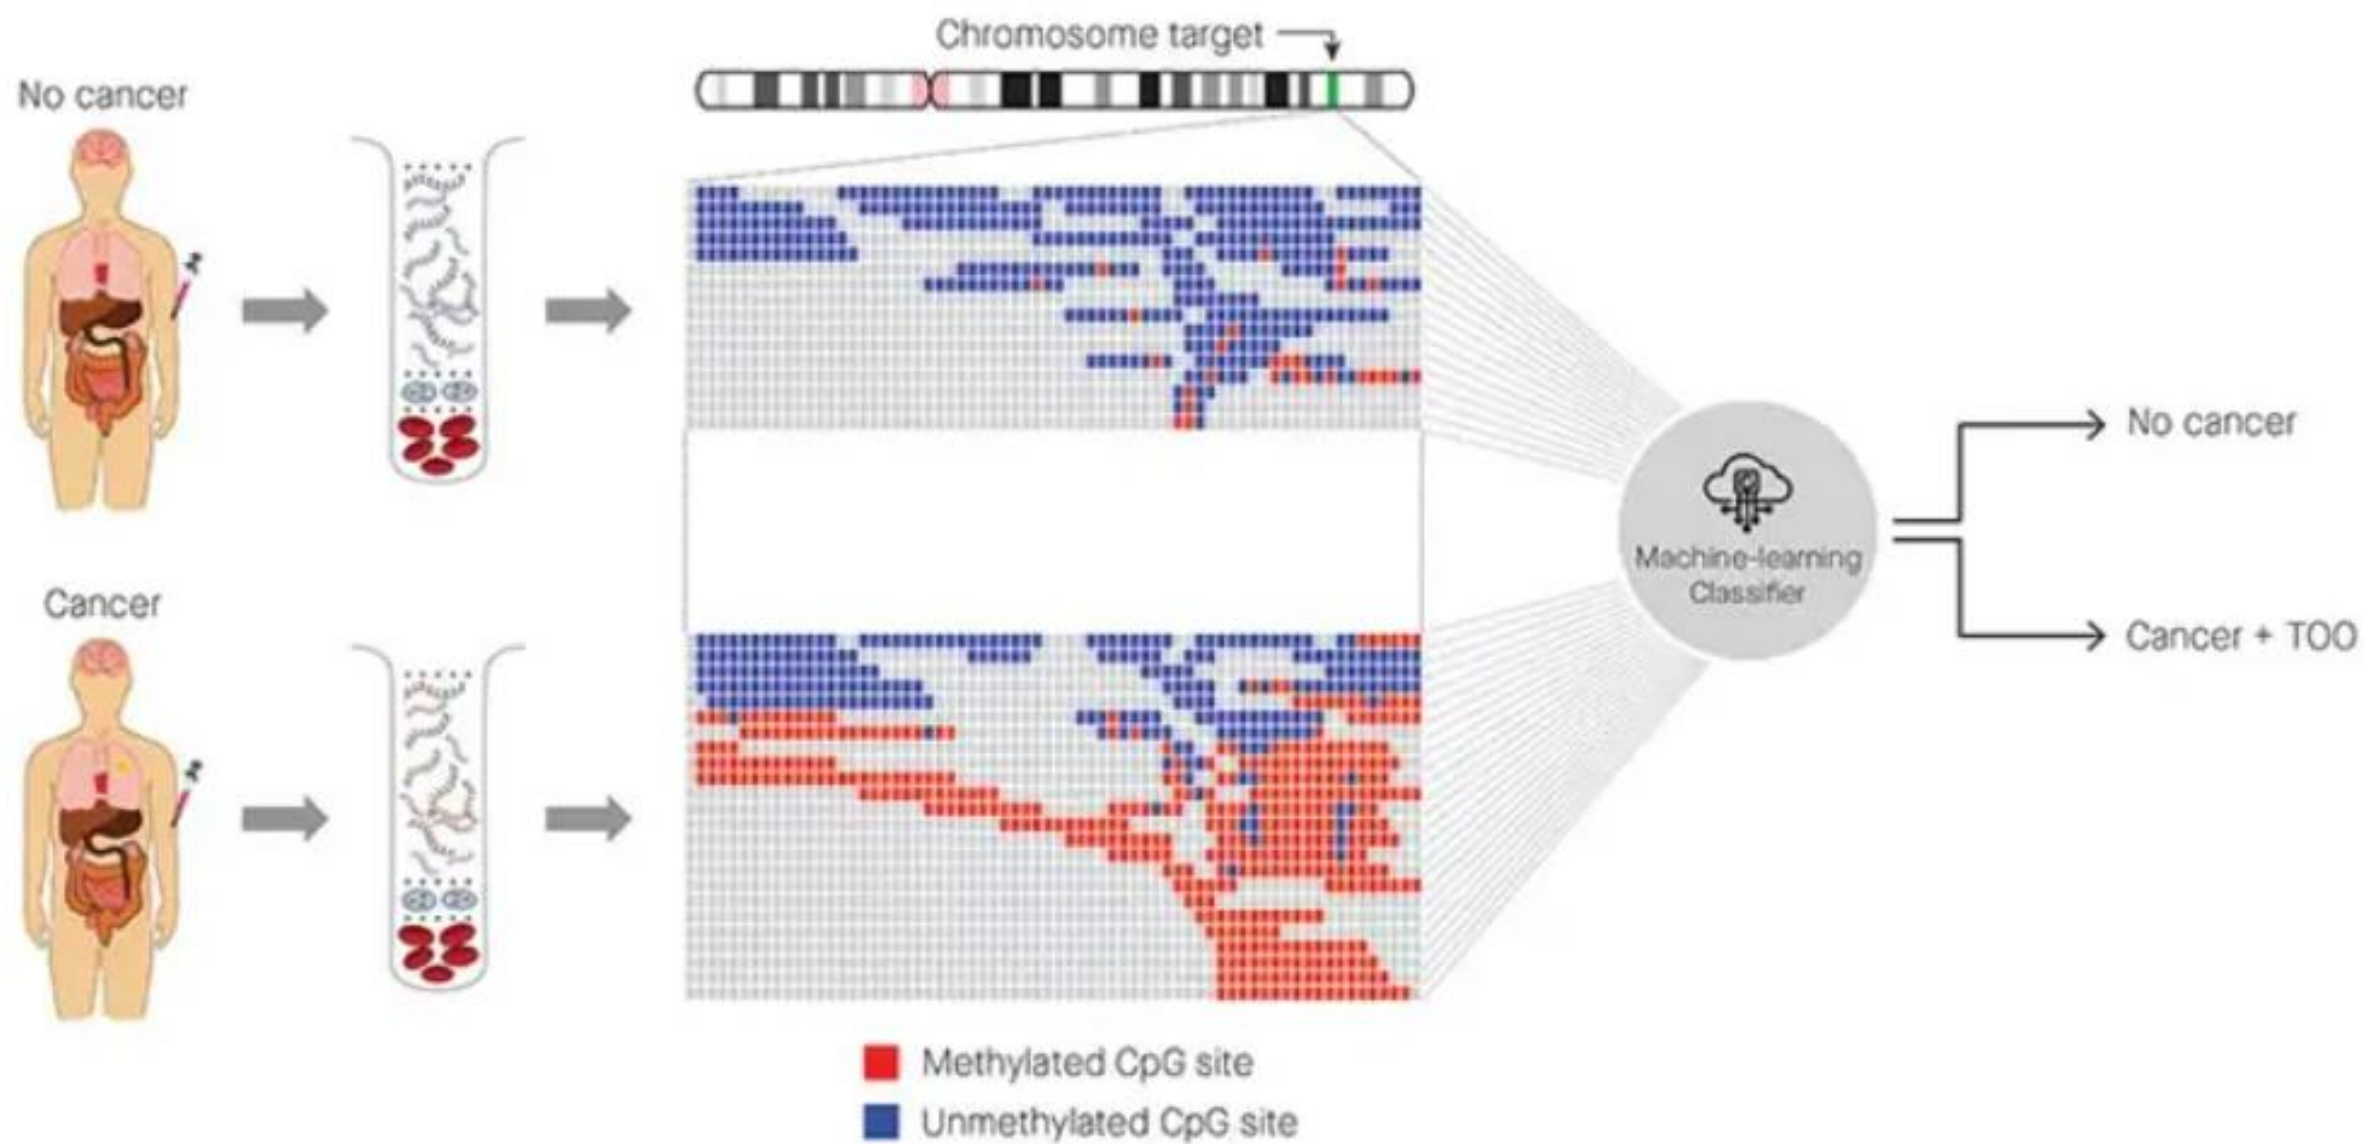 Chromosome target
No cancer
Cancer
Machine-learning
Classifier
No cancer
Cancer + TOO
Methylated CpG site
Unmethylated CpG site